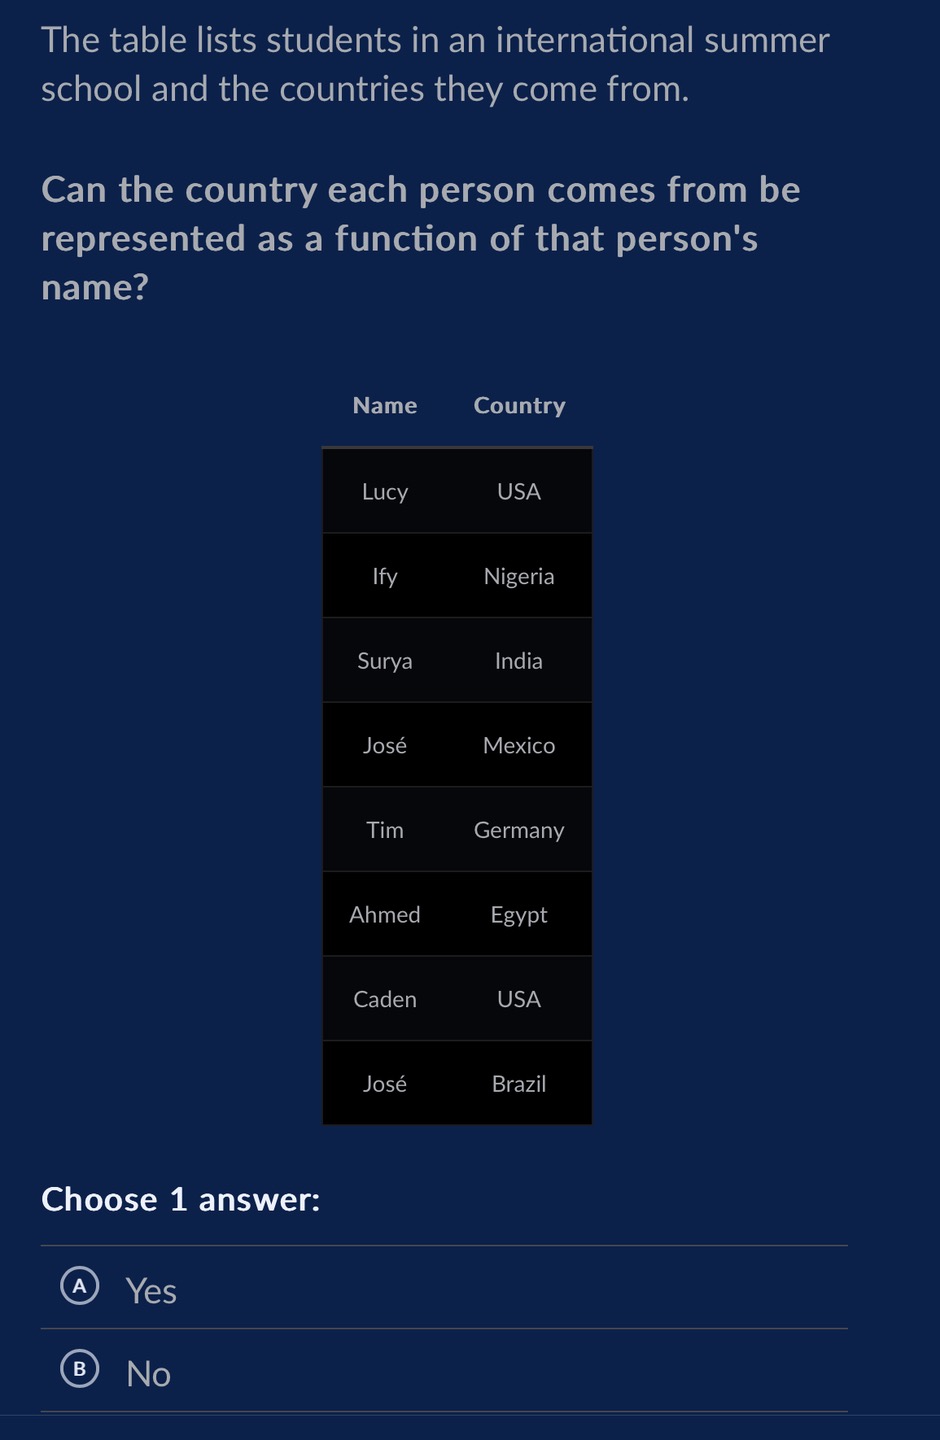 The table lists students in an international summer
school and the countries they come from.
Can the country each person comes from be
represented as a function of that person's
name?
Name Country
Lucy USA
Ify Nigeria
Surya India
José Mexico
Tim Germany
Ahmed Egypt
Caden USA
José Brazil
Choose 1 answer:
A Yes
B No